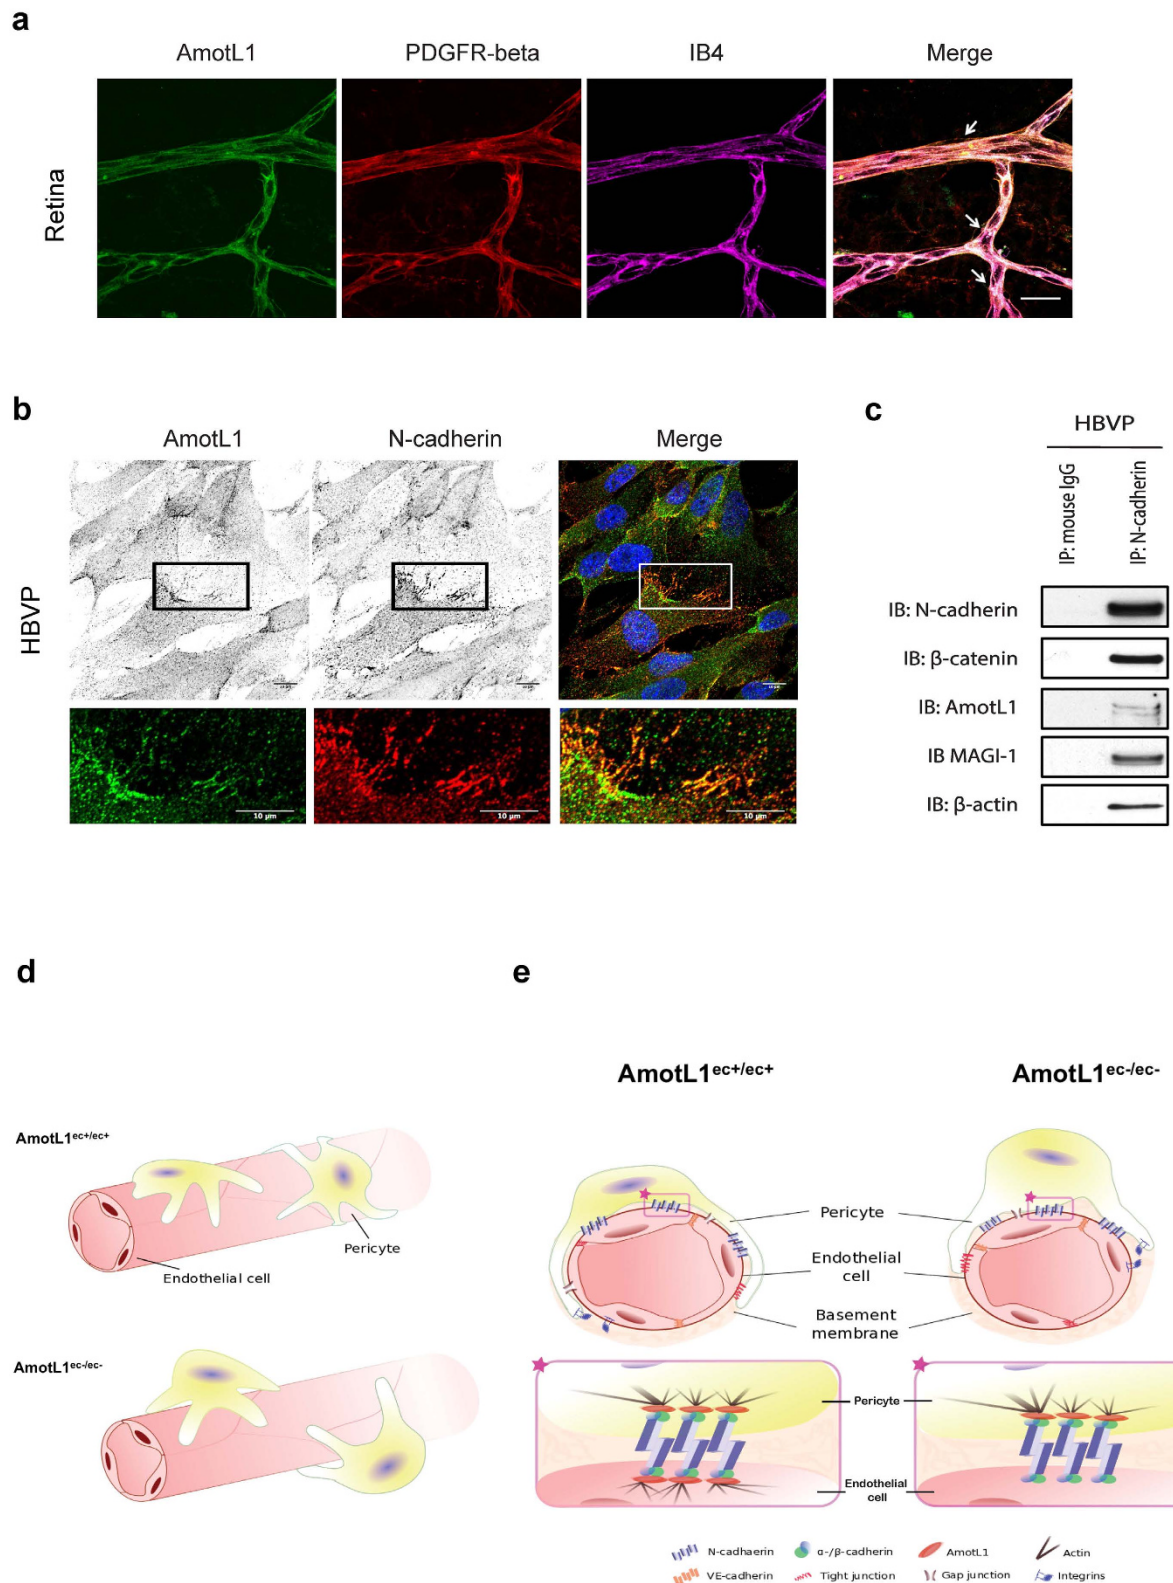 a
AmotL1 PDGFR-beta IB4 Merge
Retina
b
AmotL1 N-cadherin Merge
HBVP
10 µm 10 µm
c
HBVP
IP: mouse IgG
IP: N-cadherin
IB: N-cadherin
IB: β-catenin
IB: AmotL1
IB MAGI-1
IB: β-actin
d
AmotL1ec+/ec+
Pericyte
Endothelial cell
AmotL1ec-/ec-
e
AmotL1ec+/ec+ AmotL1ec-/ec-
Pericyte
Endothelial
cell
Basement
membrane
Pericyte
Endothelial
cell
N-cadhaerin α-/β-cadherin AmotL1 Actin
VE-cadherin Tight junction Gap junction Integrins